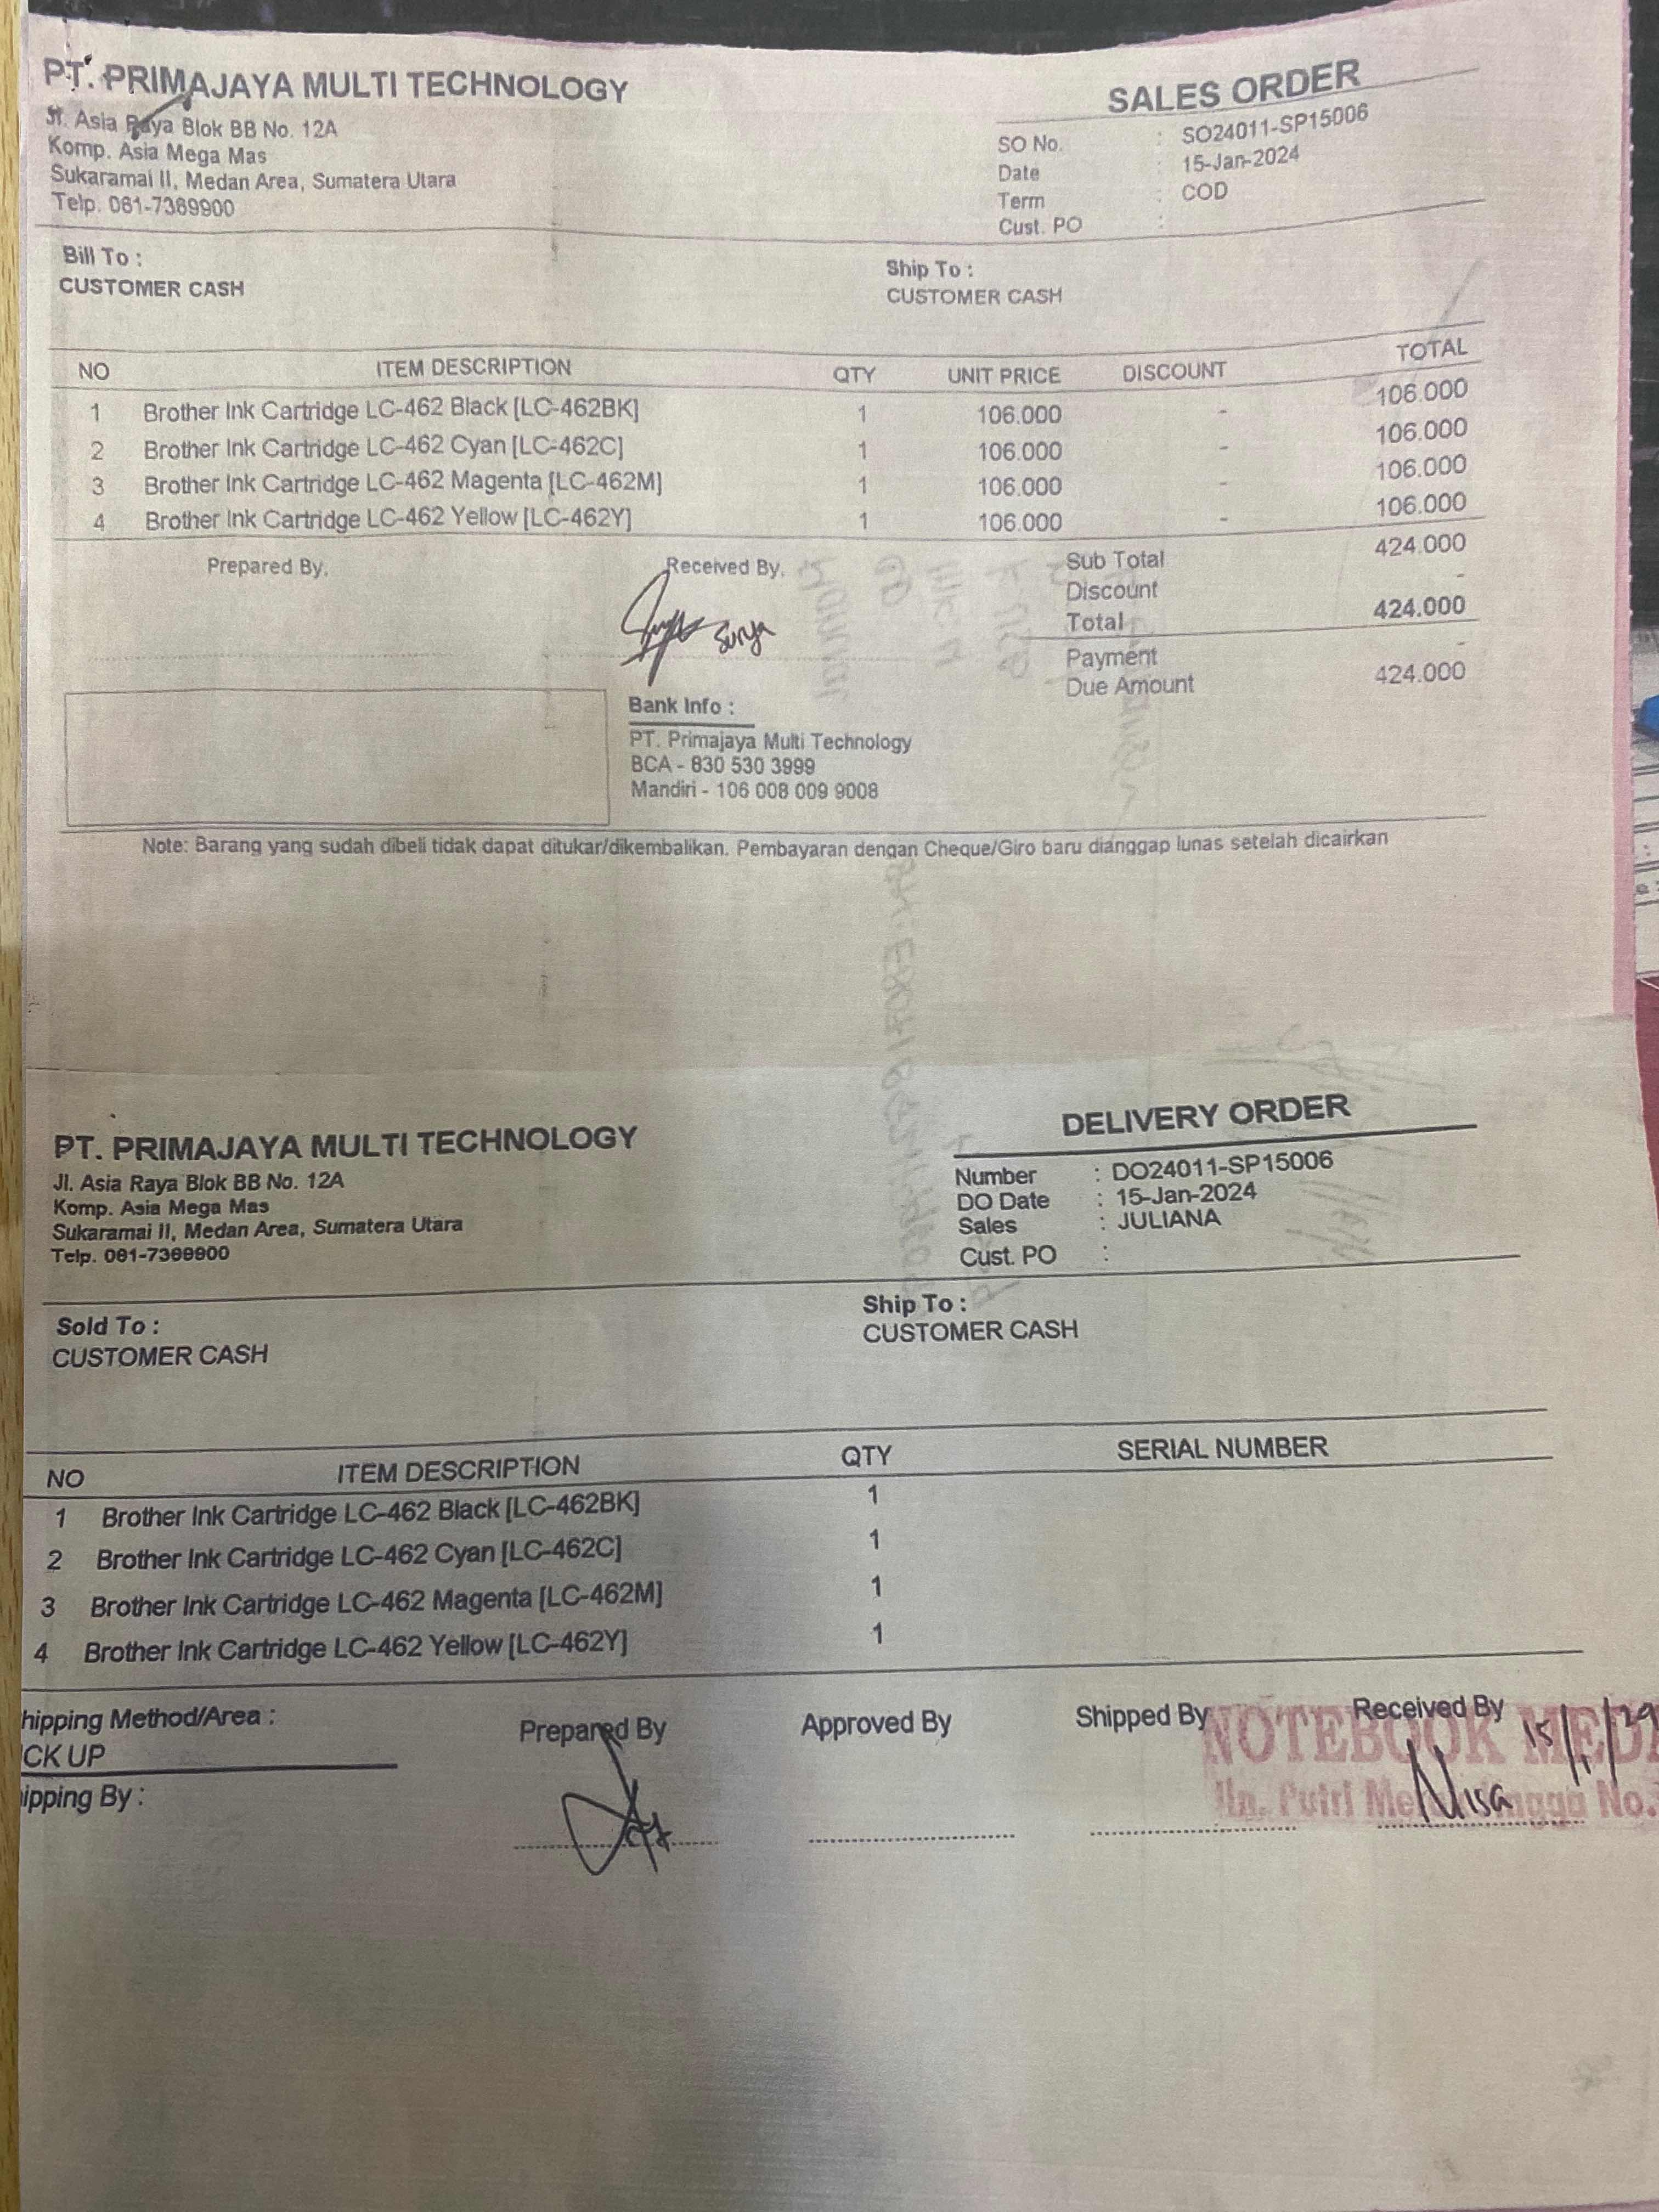 PT. PRIMAJAYA MULTI TECHNOLOGY
Jl. Asia Raya Blok BB No. 12A
Komp. Asia Mega Mas
Sukaramai II, Medan Area, Sumatera Utara
Telp. 061-7369900
SALES ORDER
SO No. : SO24011-SP15006
Date : 15-Jan-2024
Term : COD
Cust. PO :
Bill To :
CUSTOMER CASH
Ship To :
CUSTOMER CASH
NO ITEM DESCRIPTION QTY UNIT PRICE DISCOUNT TOTAL
1 Brother Ink Cartridge LC-462 Black [LC-462BK] 1 106.000 - 106.000
2 Brother Ink Cartridge LC-462 Cyan [LC-462C] 1 106.000 - 106.000
3 Brother Ink Cartridge LC-462 Magenta [LC-462M] 1 106.000 - 106.000
4 Brother Ink Cartridge LC-462 Yellow [LC-462Y] 1 106.000 - 106.000
Prepared By,
Received By,
Surya
Sub Total 424.000
Discount -
Total 424.000
Payment -
Due Amount 424.000
Bank Info :
PT. Primajaya Multi Technology
BCA - 830 530 3999
Mandiri - 106 008 009 9008
Note: Barang yang sudah dibeli tidak dapat ditukar/dikembalikan. Pembayaran dengan Cheque/Giro baru dianggap lunas setelah dicairkan
PT. PRIMAJAYA MULTI TECHNOLOGY
Jl. Asia Raya Blok BB No. 12A
Komp. Asia Mega Mas
Sukaramai II, Medan Area, Sumatera Utara
Telp. 061-7369900
DELIVERY ORDER
Number : DO24011-SP15006
DO Date : 15-Jan-2024
Sales : JULIANA
Cust. PO :
Sold To :
CUSTOMER CASH
Ship To :
CUSTOMER CASH
NO ITEM DESCRIPTION QTY SERIAL NUMBER
1 Brother Ink Cartridge LC-462 Black [LC-462BK] 1
2 Brother Ink Cartridge LC-462 Cyan [LC-462C] 1
3 Brother Ink Cartridge LC-462 Magenta [LC-462M] 1
4 Brother Ink Cartridge LC-462 Yellow [LC-462Y] 1
hipping Method/Area :
CK UP
ipping By :
Prepared By
Approved By
Shipped By
Received By
NOTEBOOK MEDI
Jln. Putri No.
Nisa